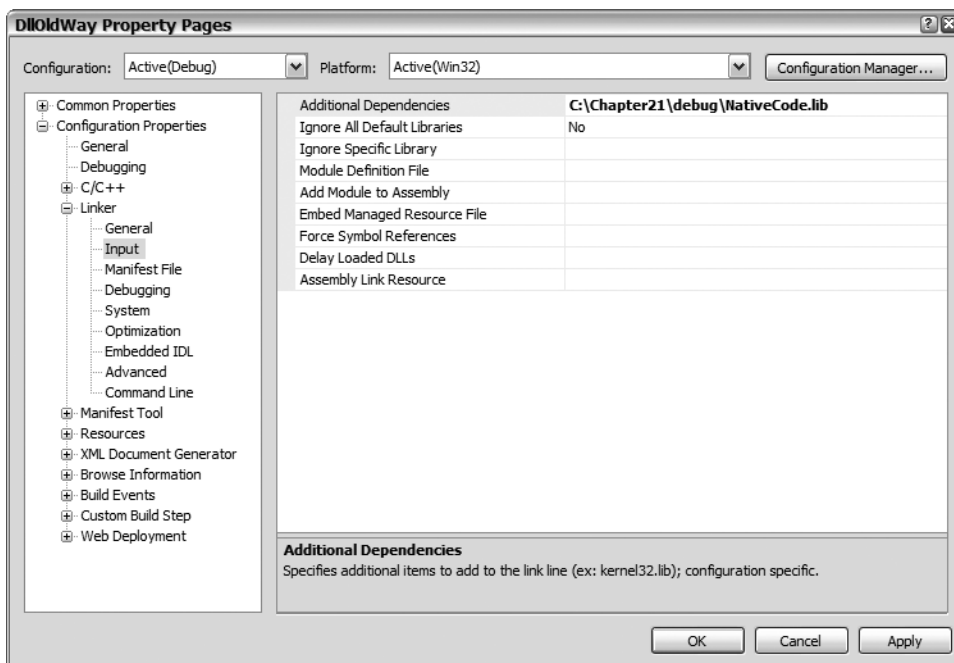 DllOldWay Property Pages
Configuration: Active(Debug) Platform: Active(Win32) Configuration Manager...
Common Properties
Configuration Properties
General
Debugging
C/C++
Linker
General
Input
Manifest File
Debugging
System
Optimization
Embedded IDL
Advanced
Command Line
Manifest Tool
Resources
XML Document Generator
Browse Information
Build Events
Custom Build Step
Web Deployment
Additional Dependencies C:\Chapter21\debug\NativeCode.lib
Ignore All Default Libraries No
Ignore Specific Library
Module Definition File
Add Module to Assembly
Embed Managed Resource File
Force Symbol References
Delay Loaded DLLs
Assembly Link Resource
Additional Dependencies
Specifies additional items to add to the link line (ex: kernel32.lib); configuration specific.
OK Cancel Apply